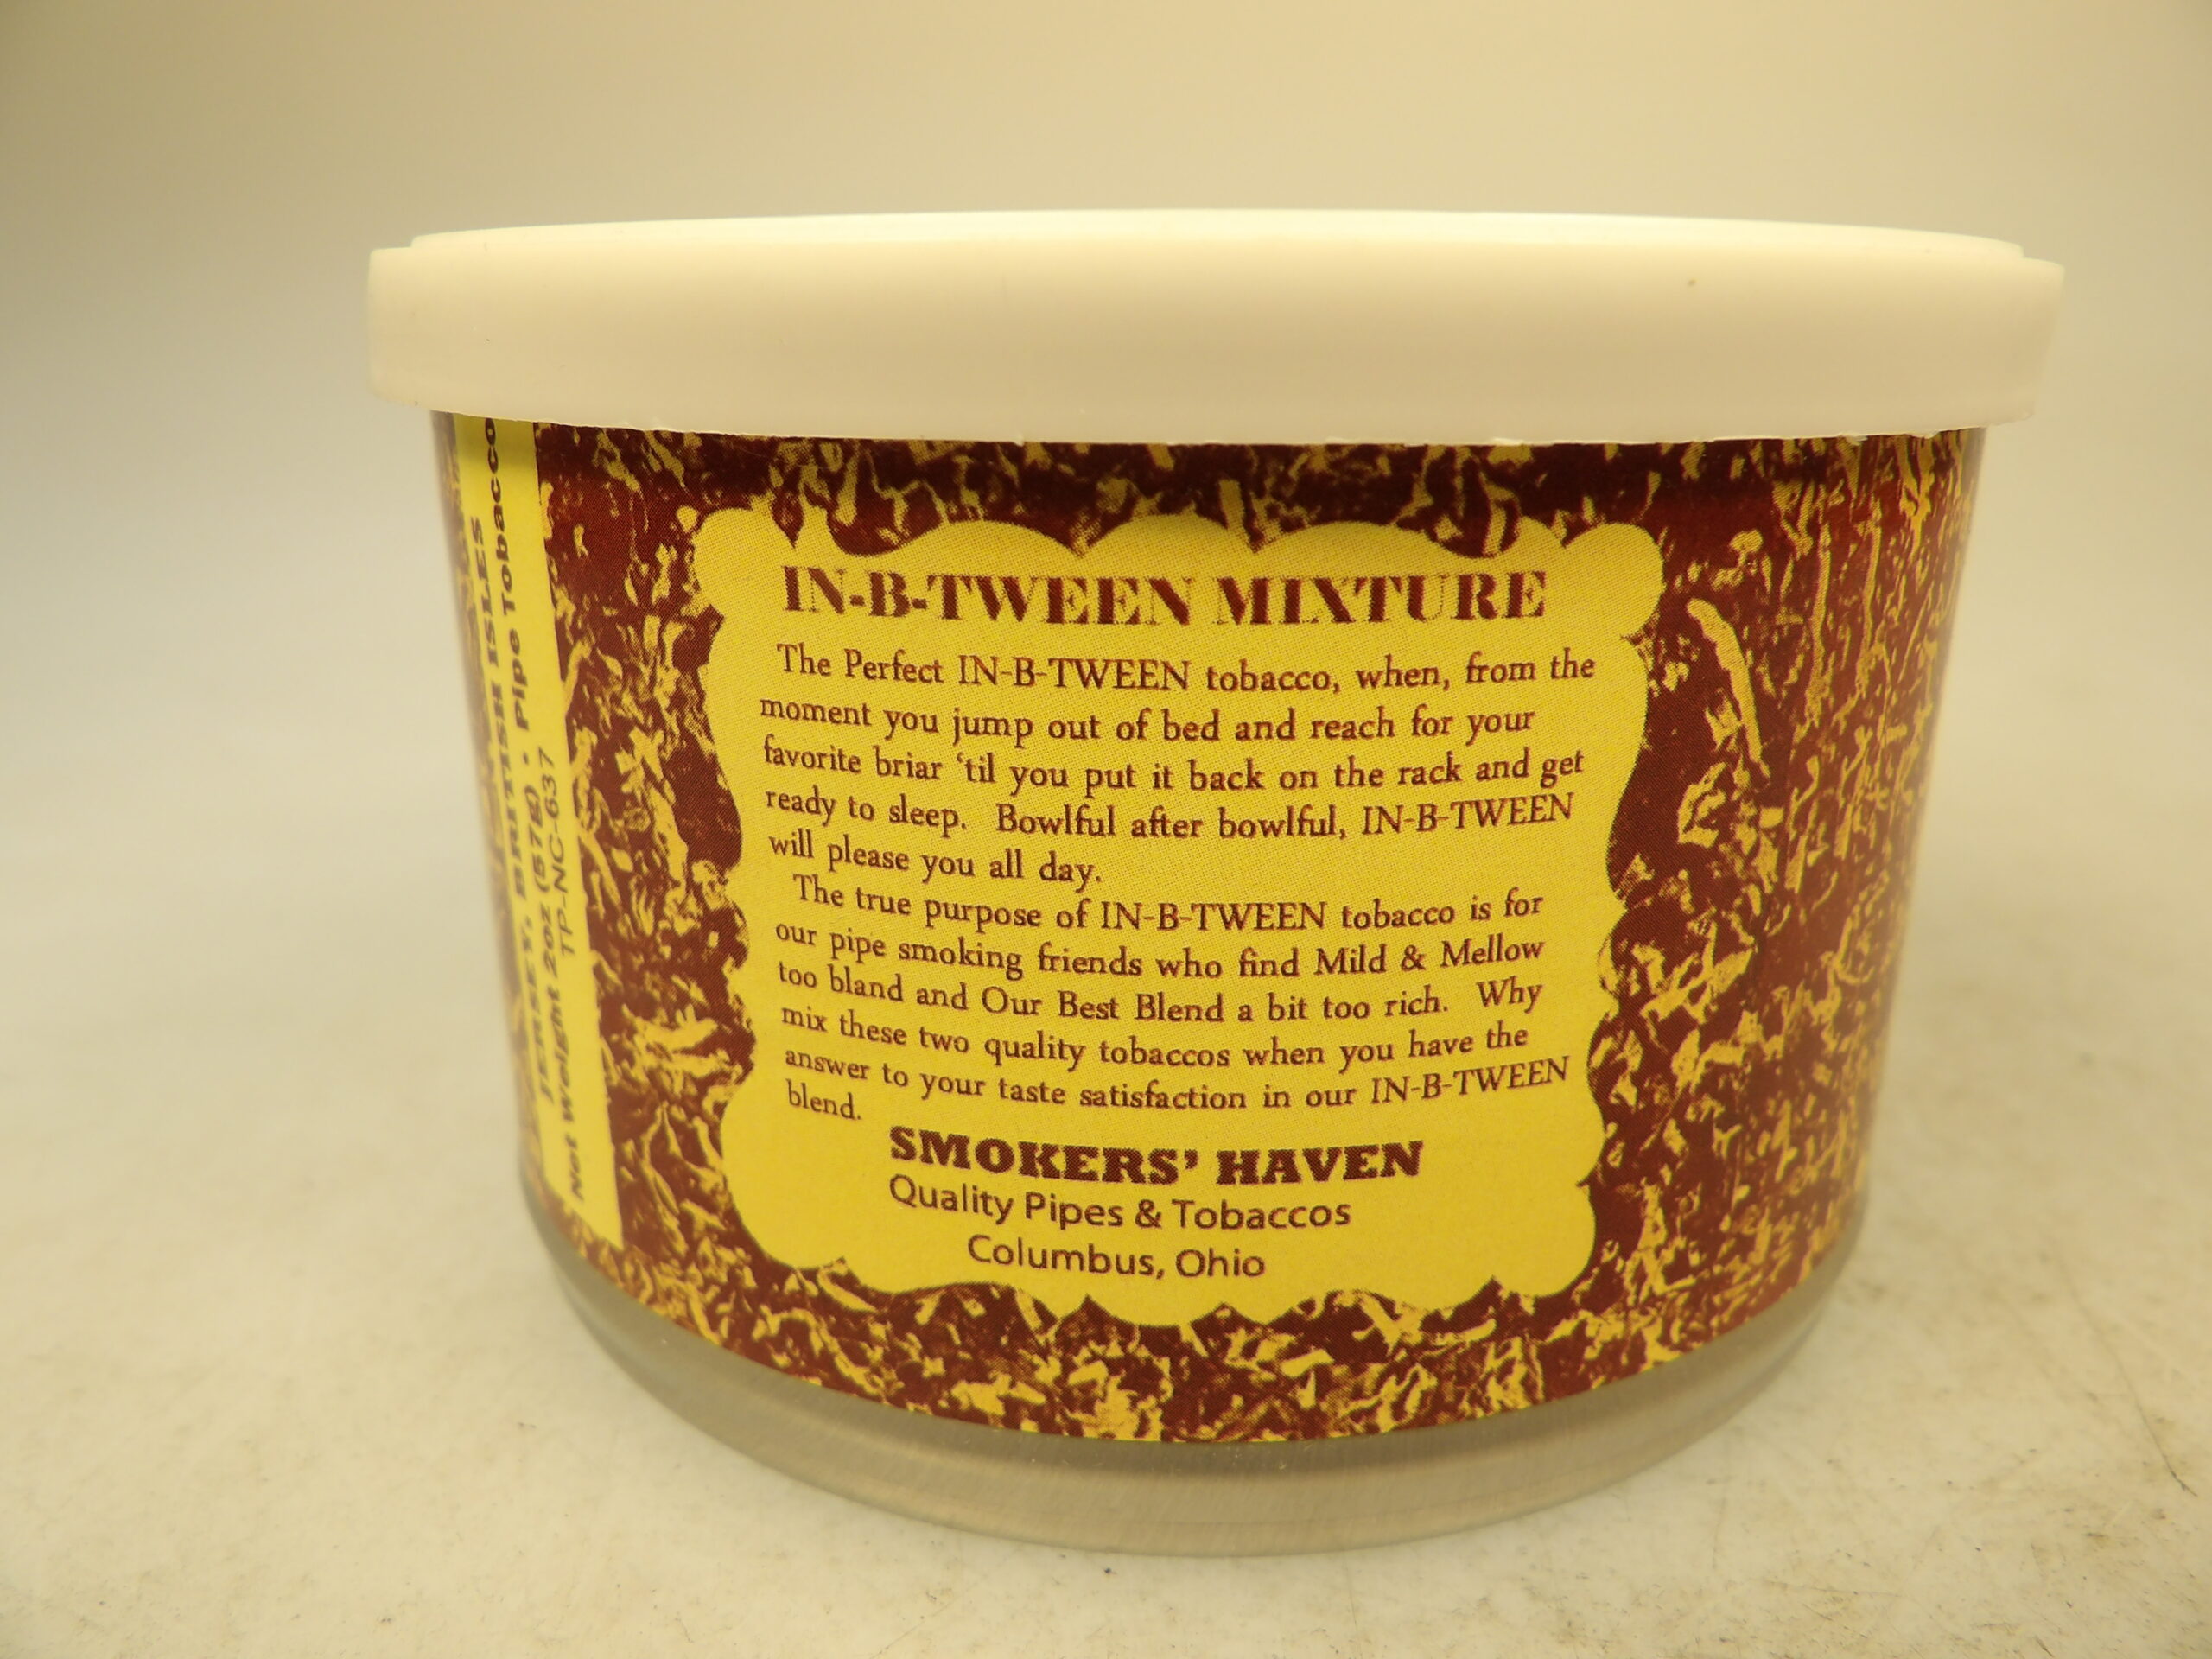 JERSEY, BRITISH ISLES
Net Weight 2oz (57g) • Pipe Tobacco
TP-NC-637
IN-B-TWEEN MIXTURE
The Perfect IN-B-TWEEN tobacco, when, from the
moment you jump out of bed and reach for your
favorite briar ‘til you put it back on the rack and get
ready to sleep. Bowlful after bowlful, IN-B-TWEEN
will please you all day.
The true purpose of IN-B-TWEEN tobacco is for
our pipe smoking friends who find Mild & Mellow
too bland and Our Best Blend a bit too rich. Why
mix these two quality tobaccos when you have the
answer to your taste satisfaction in our IN-B-TWEEN
blend.
SMOKERS’ HAVEN
Quality Pipes & Tobaccos
Columbus, Ohio